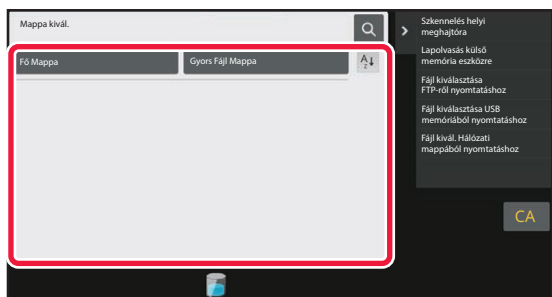 Mappa kivál.
Fő Mappa
Gyors Fájl Mappa
A
Z
Szkennelés helyi
meghajtóra
Lapolvasás külső
memória eszközre
Fájl kiválasztása
FTP-ről nyomtatáshoz
Fájl kiválasztása USB
memóriából nyomtatáshoz
Fájl kivál. Hálózati
mappából nyomtatáshoz
CA